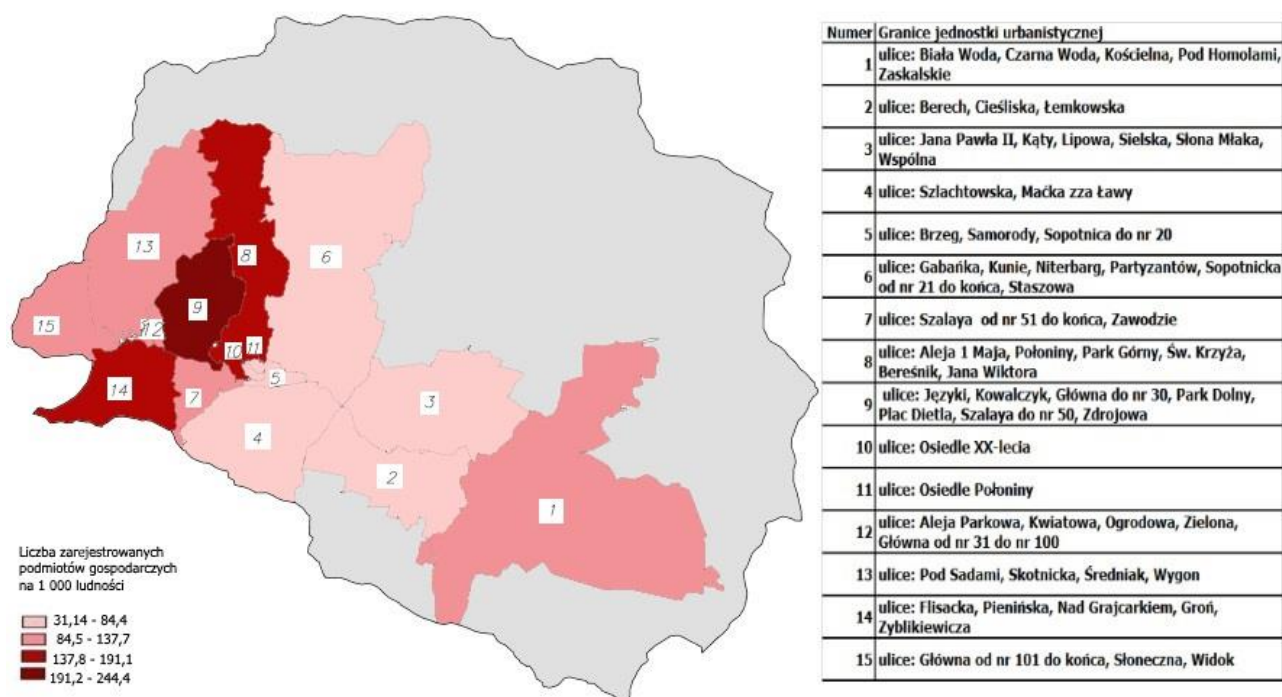 13
8
6
9
15
12
10
11
5
14
7
3
4
2
1
Liczba zarejestrowanych
podmiotów gospodarczych
na 1 000 ludności
31,14 - 84,4
84,5 - 137,7
137,8 - 191,1
191,2 - 244,4
Numer Granice jednostki urbanistycznej
1 ulice: Biała Woda, Czarna Woda, Kościelna, Pod Homolami,
Zaskalskie
2 ulice: Berech, Cieśliska, Łemkowska
3 ulice: Jana Pawła II, Kąty, Lipowa, Sielska, Słona Młaka,
Wspólna
4 ulice: Szlachtowska, Maćka zza Ławy
5 ulice: Brzeg, Samorody, Sopotnica do nr 20
6 ulice: Gabańka, Kunie, Niterbarg, Partyzantów, Sopotnicka
od nr 21 do końca, Staszowa
7 ulice: Szalaya od nr 51 do końca, Zawodzie
8 ulice: Aleja 1 Maja, Połoniny, Park Górny, Św. Krzyża,
Bereśnik, Jana Wiktora
9 ulice: Języki, Kowalczyk, Główna do nr 30, Park Dolny,
Plac Dietla, Szalaya do nr 50, Zdrojowa
10 ulice: Osiedle XX-lecia
11 ulice: Osiedle Połoniny
12 ulice: Aleja Parkowa, Kwiatowa, Ogrodowa, Zielona,
Główna od nr 31 do nr 100
13 ulice: Pod Sadami, Skotnicka, Średniak, Wygon
14 ulice: Flisacka, Pienińska, Nad Grajcarkiem, Groń,
Zyblikiewicza
15 ulice: Główna od nr 101 do końca, Słoneczna, Widok